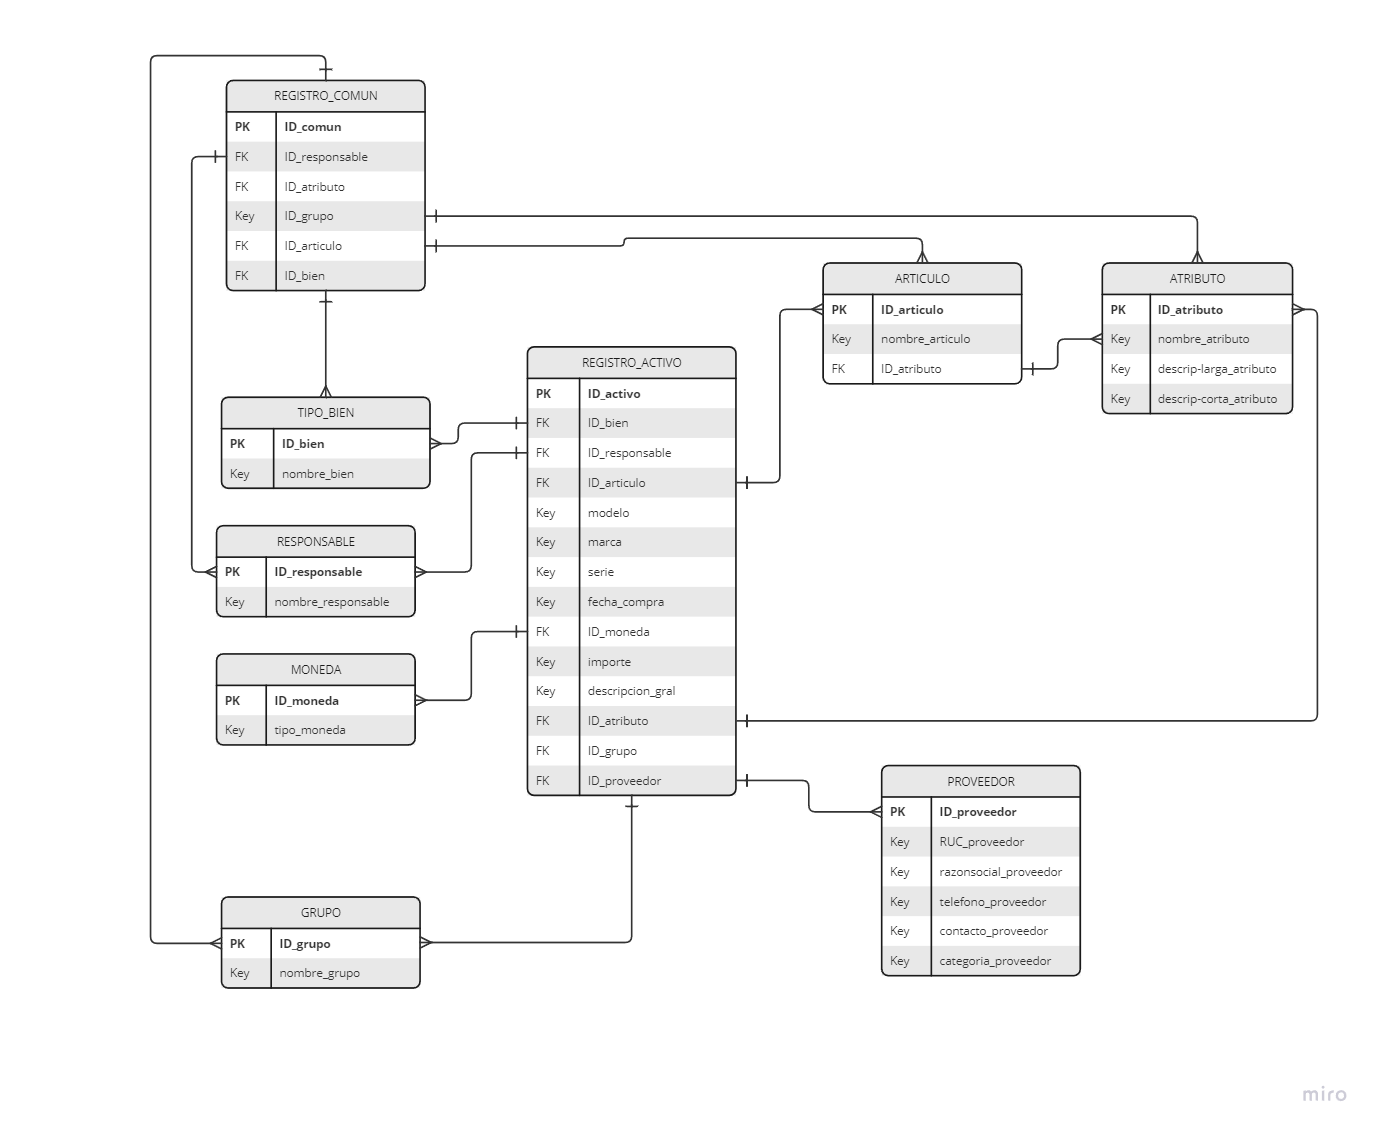 REGISTRO_COMUN
PK ID_comun
FK ID_responsable
FK ID_atributo
Key ID_grupo
FK ID_articulo
FK ID_bien
ARTICULO
PK ID_articulo
Key nombre_articulo
FK ID_atributo
ATRIBUTO
PK ID_atributo
Key nombre_atributo
Key descrip-larga_atributo
Key descrip-corta_atributo
REGISTRO_ACTIVO
PK ID_activo
FK ID_bien
FK ID_responsable
FK ID_articulo
Key modelo
Key marca
Key serie
Key fecha_compra
FK ID_moneda
Key importe
Key descripcion_gral
FK ID_atributo
FK ID_grupo
FK ID_proveedor
TIPO_BIEN
PK ID_bien
Key nombre_bien
RESPONSABLE
PK ID_responsable
Key nombre_responsable
MONEDA
PK ID_moneda
Key tipo_moneda
PROVEEDOR
PK ID_proveedor
Key RUC_proveedor
Key razonsocial_proveedor
Key telefono_proveedor
Key contacto_proveedor
Key categoria_proveedor
GRUPO
PK ID_grupo
Key nombre_grupo
miro